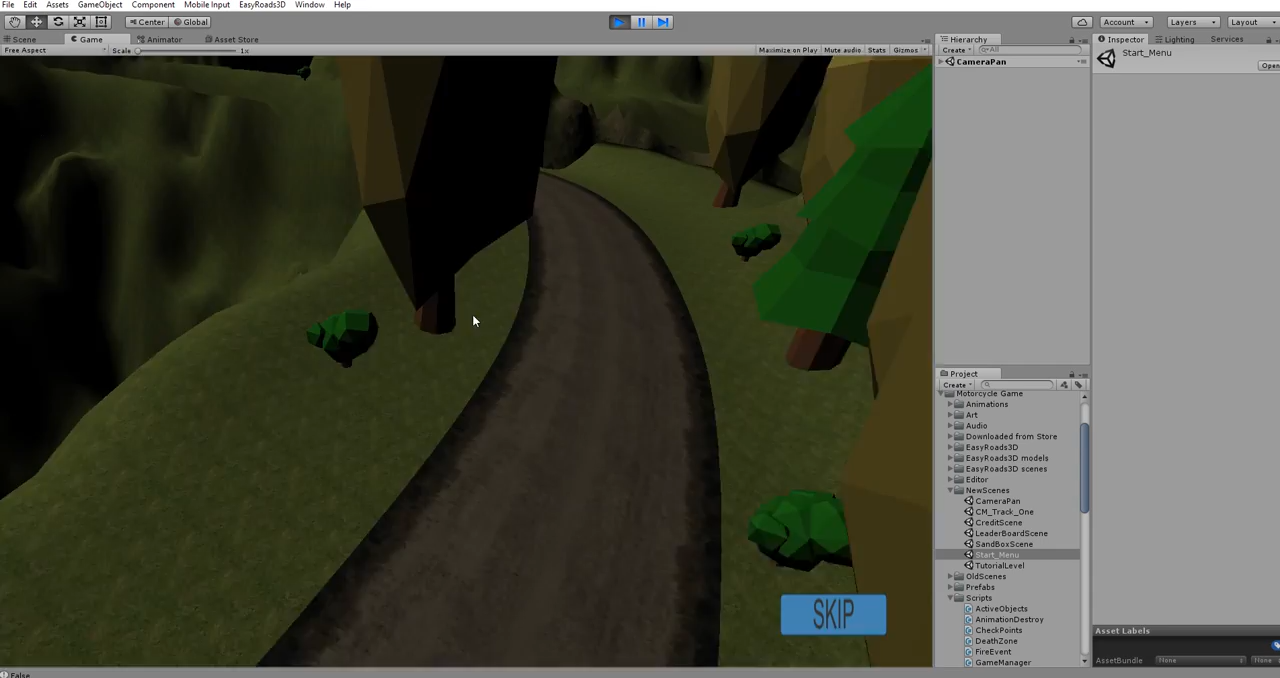 File Edit Assets GameObject Component Mobile Input EasyRoads3D Window Help
Center Global Account Layers Layout
Scene Game Animator Asset Store
Free Aspect Scale 1x Maximize on Play Mute audio Stats Gizmos
Hierarchy
Create All
CameraPan
Inspector Lighting Services
Start_Menu
Open
SKIP
Project
Create
Motorcycle Game
Animations
Art
Audio
Downloaded from Store
EasyRoads3D
EasyRoads3D models
EasyRoads3D scenes
Editor
NewScenes
CameraPan
CM_Track_One
CreditScene
LeaderBoardScene
SandBoxScene
Start_Menu
TutorialLevel
OldScenes
Prefabs
Scripts
ActiveObjects
AnimationDestroy
CheckPoints
DeathZone
FireEvent
GameManager
Asset Labels
AssetBundle None None
False